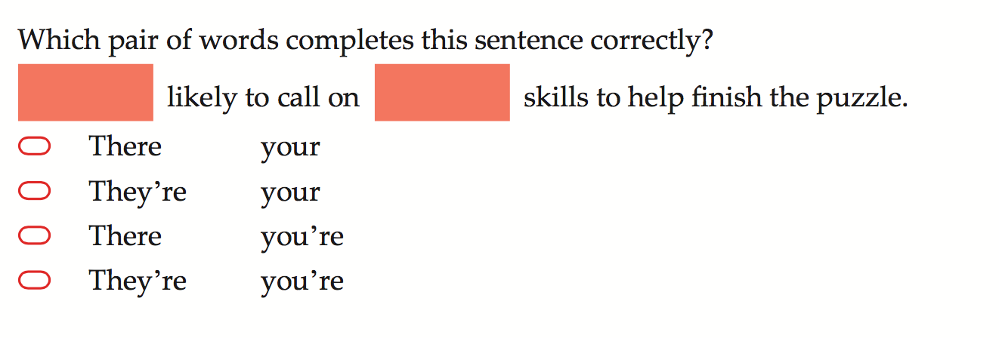 Which pair of words completes this sentence correctly?
likely to call on skills to help finish the puzzle.
There your
They’re your
There you’re
They’re you’re